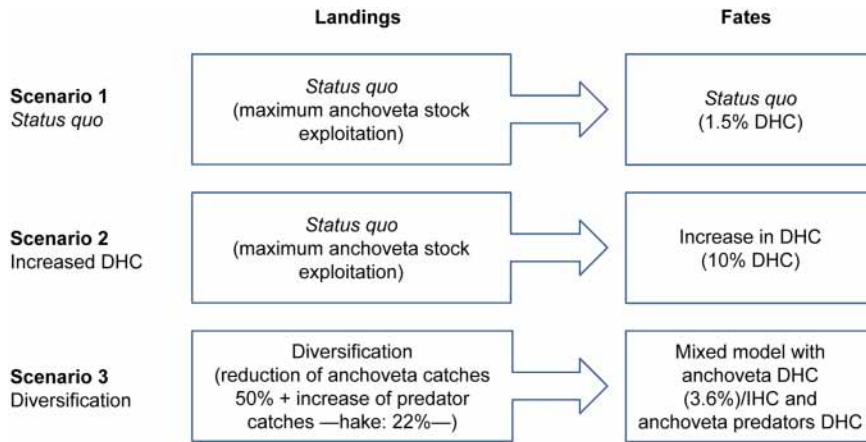 Landings
Fates
Scenario 1
Status quo
Status quo
(maximum anchoveta stock
exploitation)
Status quo
(1.5% DHC)
Scenario 2
Increased DHC
Status quo
(maximum anchoveta stock
exploitation)
Increase in DHC
(10% DHC)
Scenario 3
Diversification
Diversification
(reduction of anchoveta catches
50% + increase of predator
catches —hake: 22%—)
Mixed model with
anchoveta DHC
(3.6%)/IHC and
anchoveta predators DHC